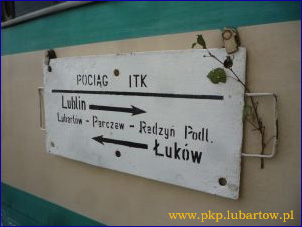 POCIĄG ITK
Lublin
Lubartów - Parczew - Radzyń Podl.
Łuków
www.pkp.lubartow.pl